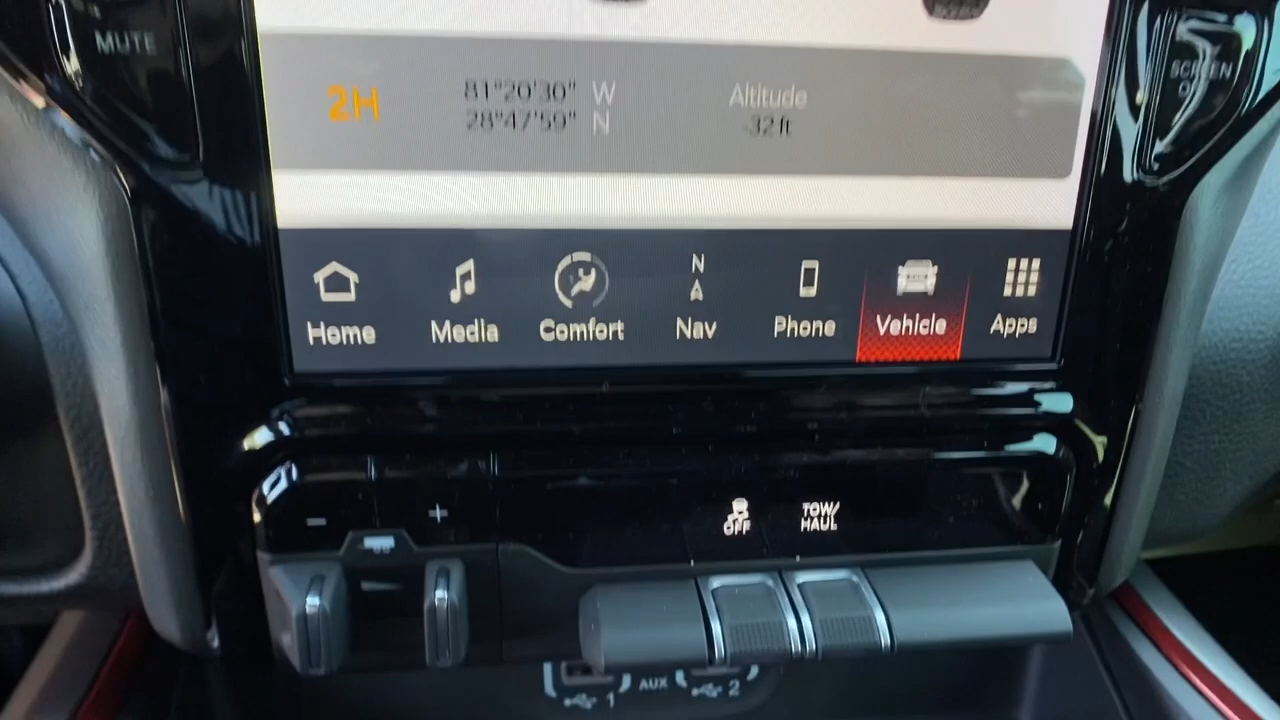 MUTE
SCREEN
2H
81°20'30" W
28°47'59" N
Altitude
-32 ft
N
Home
Media
Comfort
Nav
Phone
Vehicle
Apps
- +
OFF
TOW/
HAUL
1
AUX
2